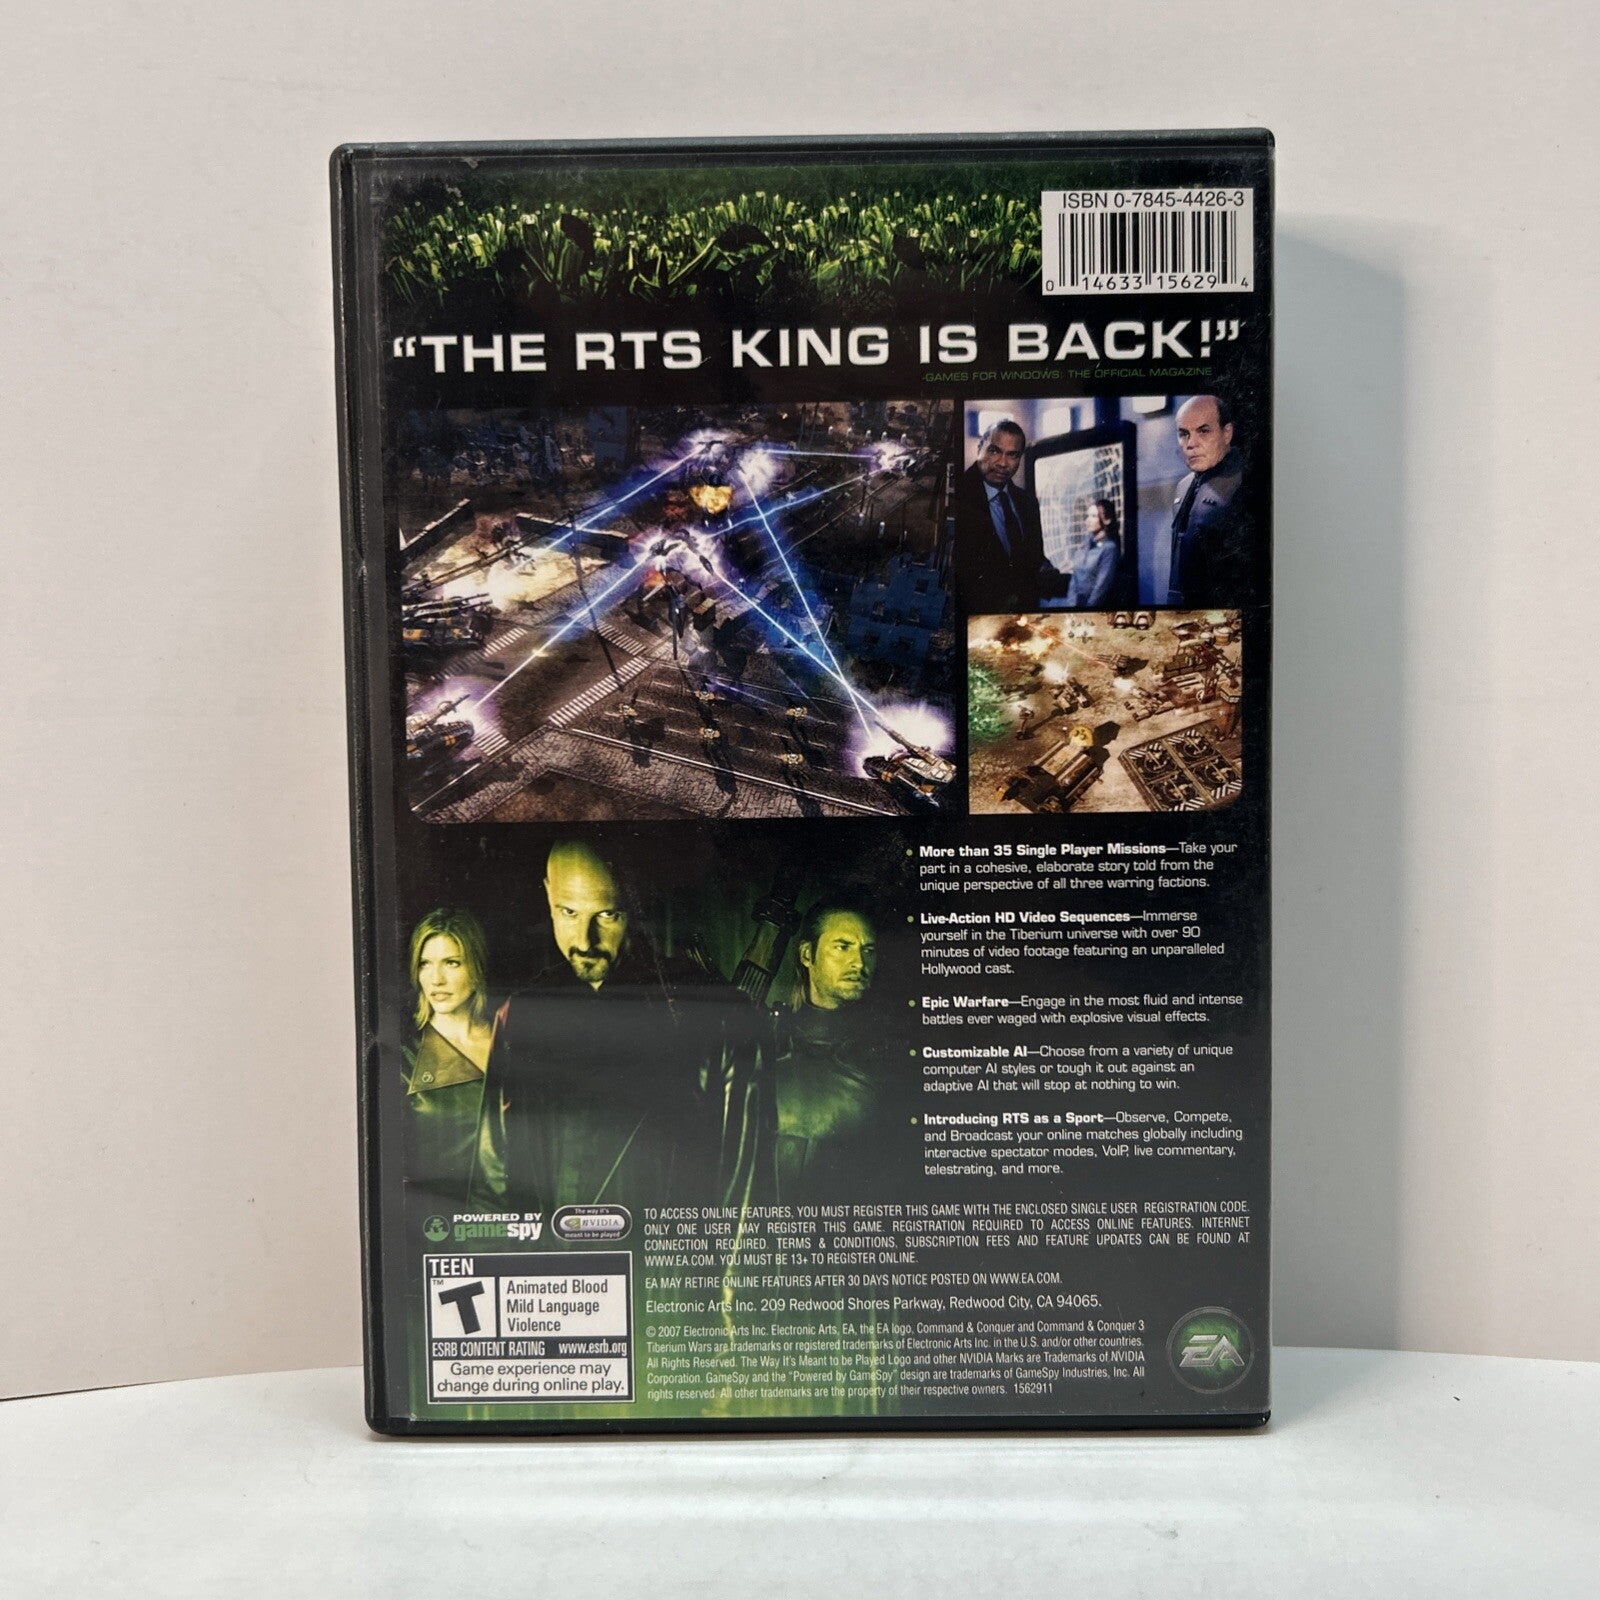 ISBN 0-7845-4426-3
0 14633 15629 4
“THE RTS KING IS BACK!”
-GAMES FOR WINDOWS: THE OFFICIAL MAGAZINE
• More than 35 Single Player Missions—Take your
part in a cohesive, elaborate story told from the
unique perspective of all three warring factions.
• Live-Action HD Video Sequences—Immerse
yourself in the Tiberium universe with over 90
minutes of video footage featuring an unparalleled
Hollywood cast.
• Epic Warfare—Engage in the most fluid and intense
battles ever waged with explosive visual effects.
• Customizable AI—Choose from a variety of unique
computer AI styles or tough it out against an
adaptive AI that will stop at nothing to win.
• Introducing RTS as a Sport—Observe, Compete,
and Broadcast your online matches globally including
interactive spectator modes, VoIP, live commentary,
telestrating, and more.
POWERED BY
gamespy
The way it's
NVIDIA
meant to be played
TO ACCESS ONLINE FEATURES, YOU MUST REGISTER THIS GAME WITH THE ENCLOSED SINGLE USER REGISTRATION CODE.
ONLY ONE USER MAY REGISTER THIS GAME. REGISTRATION REQUIRED TO ACCESS ONLINE FEATURES. INTERNET
CONNECTION REQUIRED. TERMS & CONDITIONS, SUBSCRIPTION FEES AND FEATURE UPDATES CAN BE FOUND AT
WWW.EA.COM. YOU MUST BE 13+ TO REGISTER ONLINE.
EA MAY RETIRE ONLINE FEATURES AFTER 30 DAYS NOTICE POSTED ON WWW.EA.COM.
Electronic Arts Inc. 209 Redwood Shores Parkway, Redwood City, CA 94065.
© 2007 Electronic Arts Inc. Electronic Arts, EA, the EA logo, Command & Conquer and Command & Conquer 3
Tiberium Wars are trademarks or registered trademarks of Electronic Arts Inc. in the U.S. and/or other countries.
All Rights Reserved. The Way It's Meant to be Played Logo and other NVIDIA Marks are Trademarks of NVIDIA
Corporation. GameSpy and the “Powered by GameSpy” design are trademarks of GameSpy Industries, Inc. All
rights reserved. All other trademarks are the property of their respective owners. 1562911
TEEN
T
TM
Animated Blood
Mild Language
Violence
ESRB CONTENT RATING www.esrb.org
Game experience may
change during online play.
EA